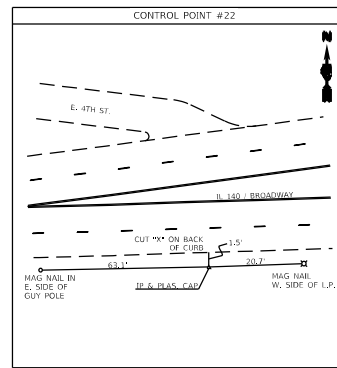 CONTROL POINT #22
N
E. 4TH ST.
IL 140 / BROADWAY
CUT "X" ON BACK
OF CURB
1.5'
63.1'
20.7'
MAG NAIL IN
E. SIDE OF
GUY POLE
IP & PLAS. CAP
MAG NAIL
W. SIDE OF L.P.